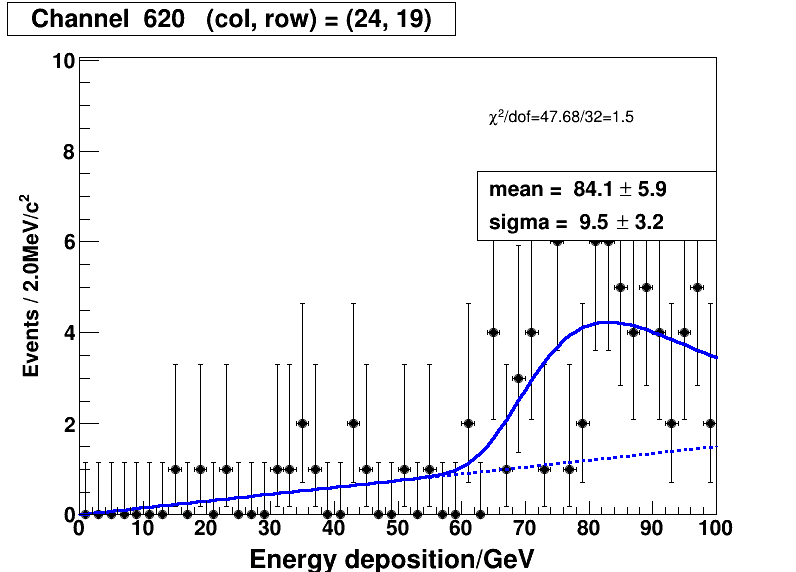 Channel 620 (col, row) = (24, 19)
10
χ²/dof=47.68/32=1.5
8
mean = 84.1 ± 5.9
sigma = 9.5 ± 3.2
6
4
2
0
Events / 2.0MeV/c²
0 10 20 30 40 50 60 70 80 90 100
Energy deposition/GeV